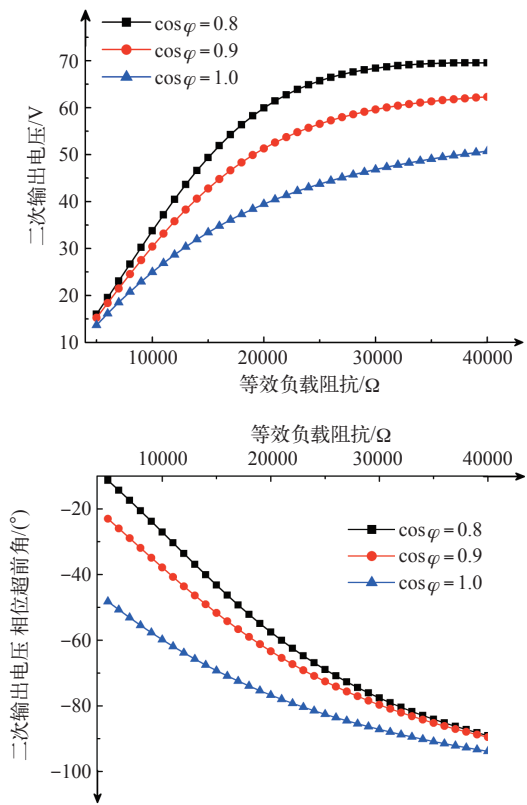 cosφ = 0.8
cosφ = 0.9
cosφ = 1.0
二次输出电压/V
70
60
50
40
30
20
10
10000 20000 30000 40000
等效负载阻抗/Ω
等效负载阻抗/Ω
10000 20000 30000 40000
二次输出电压 相位超前角/(°)
−20
−40
−60
−80
−100
cosφ = 0.8
cosφ = 0.9
cosφ = 1.0